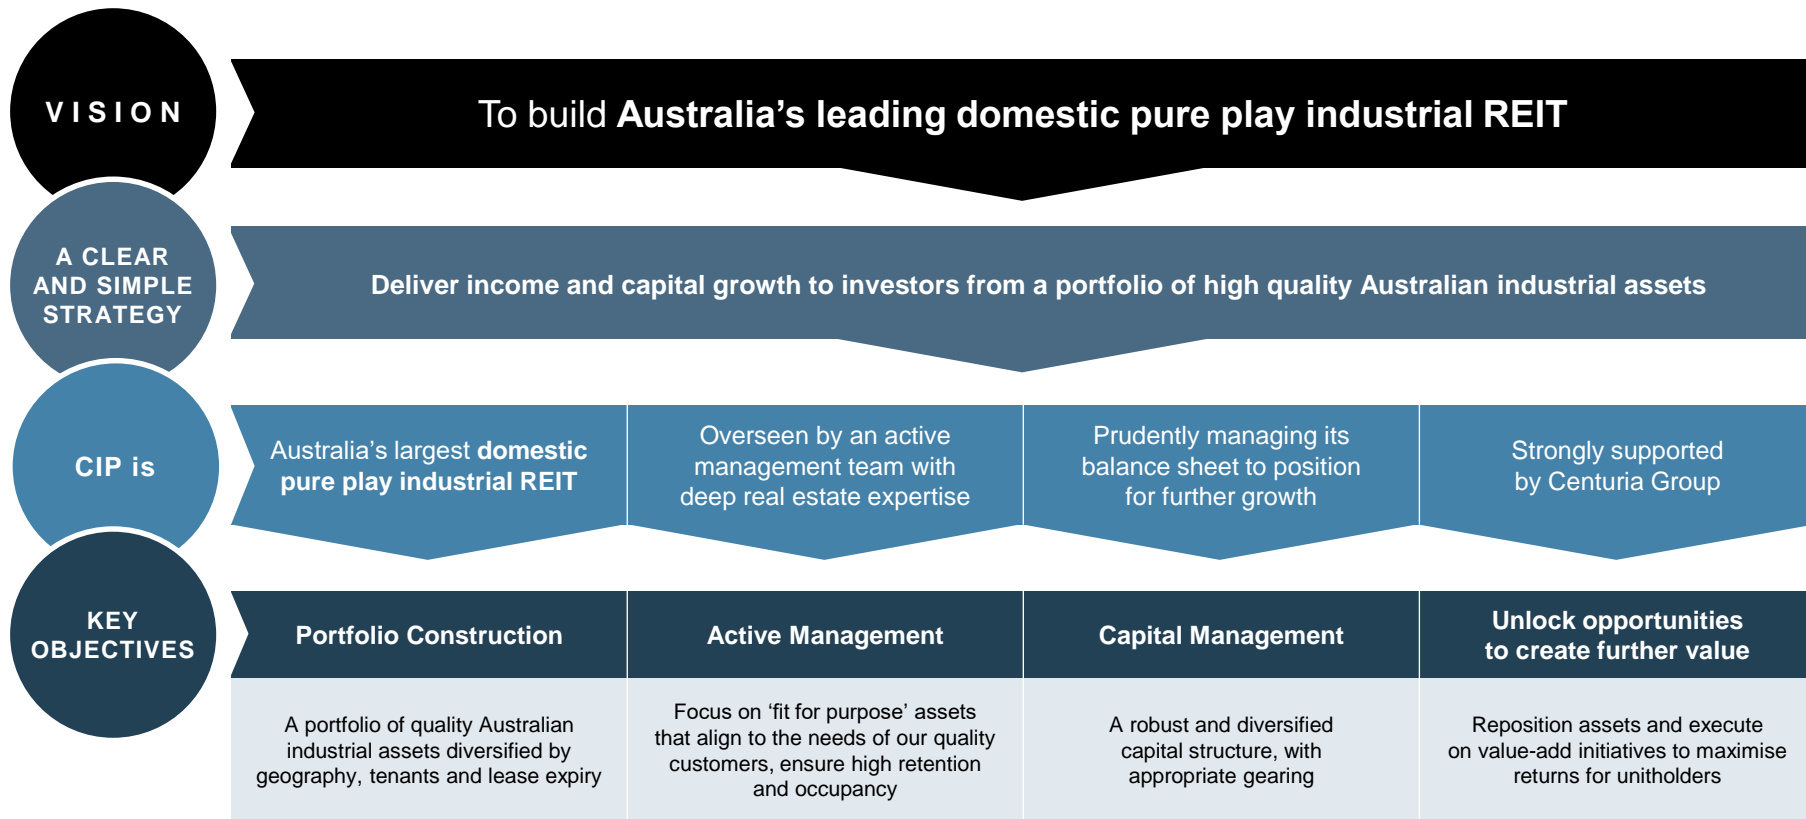 VISION
To build Australia’s leading domestic pure play industrial REIT
A CLEAR
AND SIMPLE
STRATEGY
Deliver income and capital growth to investors from a portfolio of high quality Australian industrial assets
CIP is
Australia’s largest domestic
pure play industrial REIT
Overseen by an active
management team with
deep real estate expertise
Prudently managing its
balance sheet to position
for further growth
Strongly supported
by Centuria Group
KEY
OBJECTIVES
Portfolio Construction
Active Management
Capital Management
Unlock opportunities
to create further value
A portfolio of quality Australian
industrial assets diversified by
geography, tenants and lease expiry
Focus on ‘fit for purpose’ assets
that align to the needs of our quality
customers, ensure high retention
and occupancy
A robust and diversified
capital structure, with
appropriate gearing
Reposition assets and execute
on value-add initiatives to maximise
returns for unitholders